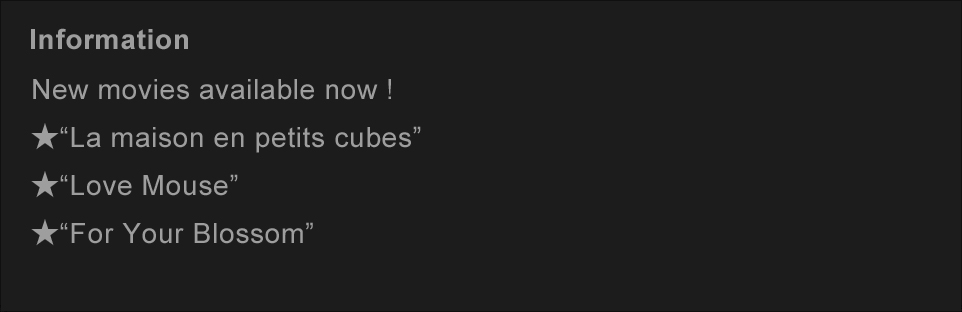 Information
New movies available now !
★“La maison en petits cubes”
★“Love Mouse”
★“For Your Blossom”